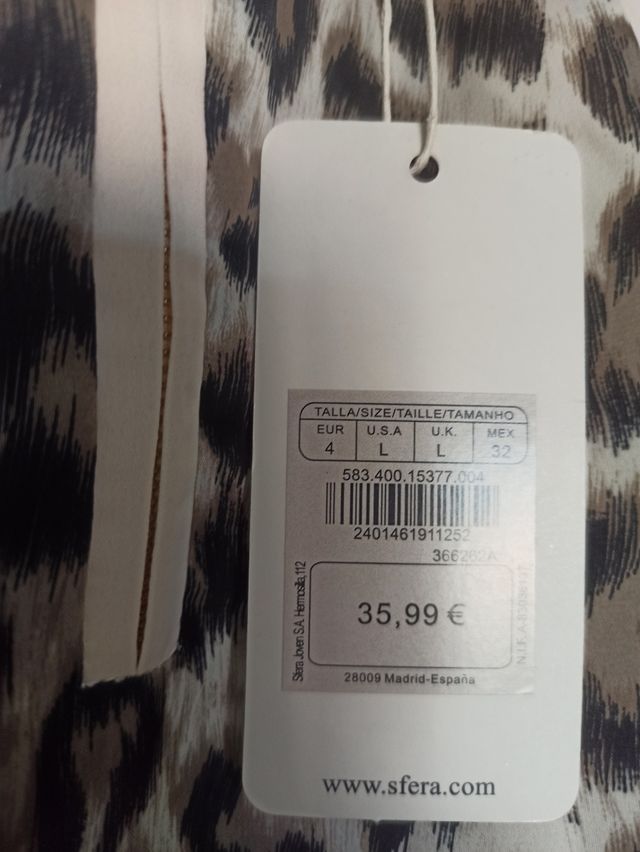 TALLA/SIZE/TAILLE/TAMANHO
EUR U.S.A U.K. MEX
4 L L 32
583.400.15377.004
2401461911252
366262A
Sfera Joven S.A. Hermosilla,112
35,99 €
28009 Madrid-España
www.sfera.com